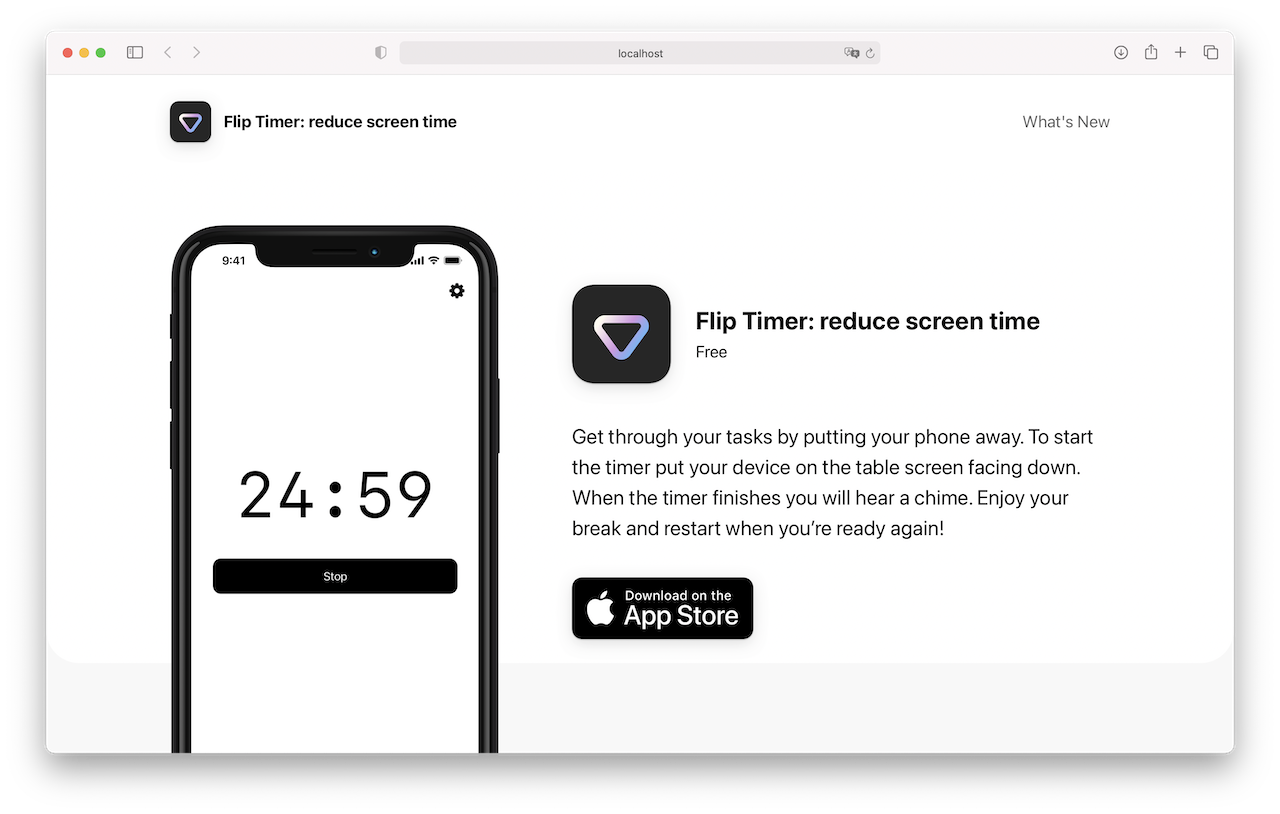 localhost
Flip Timer: reduce screen time
What's New
9:41
24:59
Stop
Flip Timer: reduce screen time
Free
Get through your tasks by putting your phone away. To start
the timer put your device on the table screen facing down.
When the timer finishes you will hear a chime. Enjoy your
break and restart when you’re ready again!
Download on the
App Store